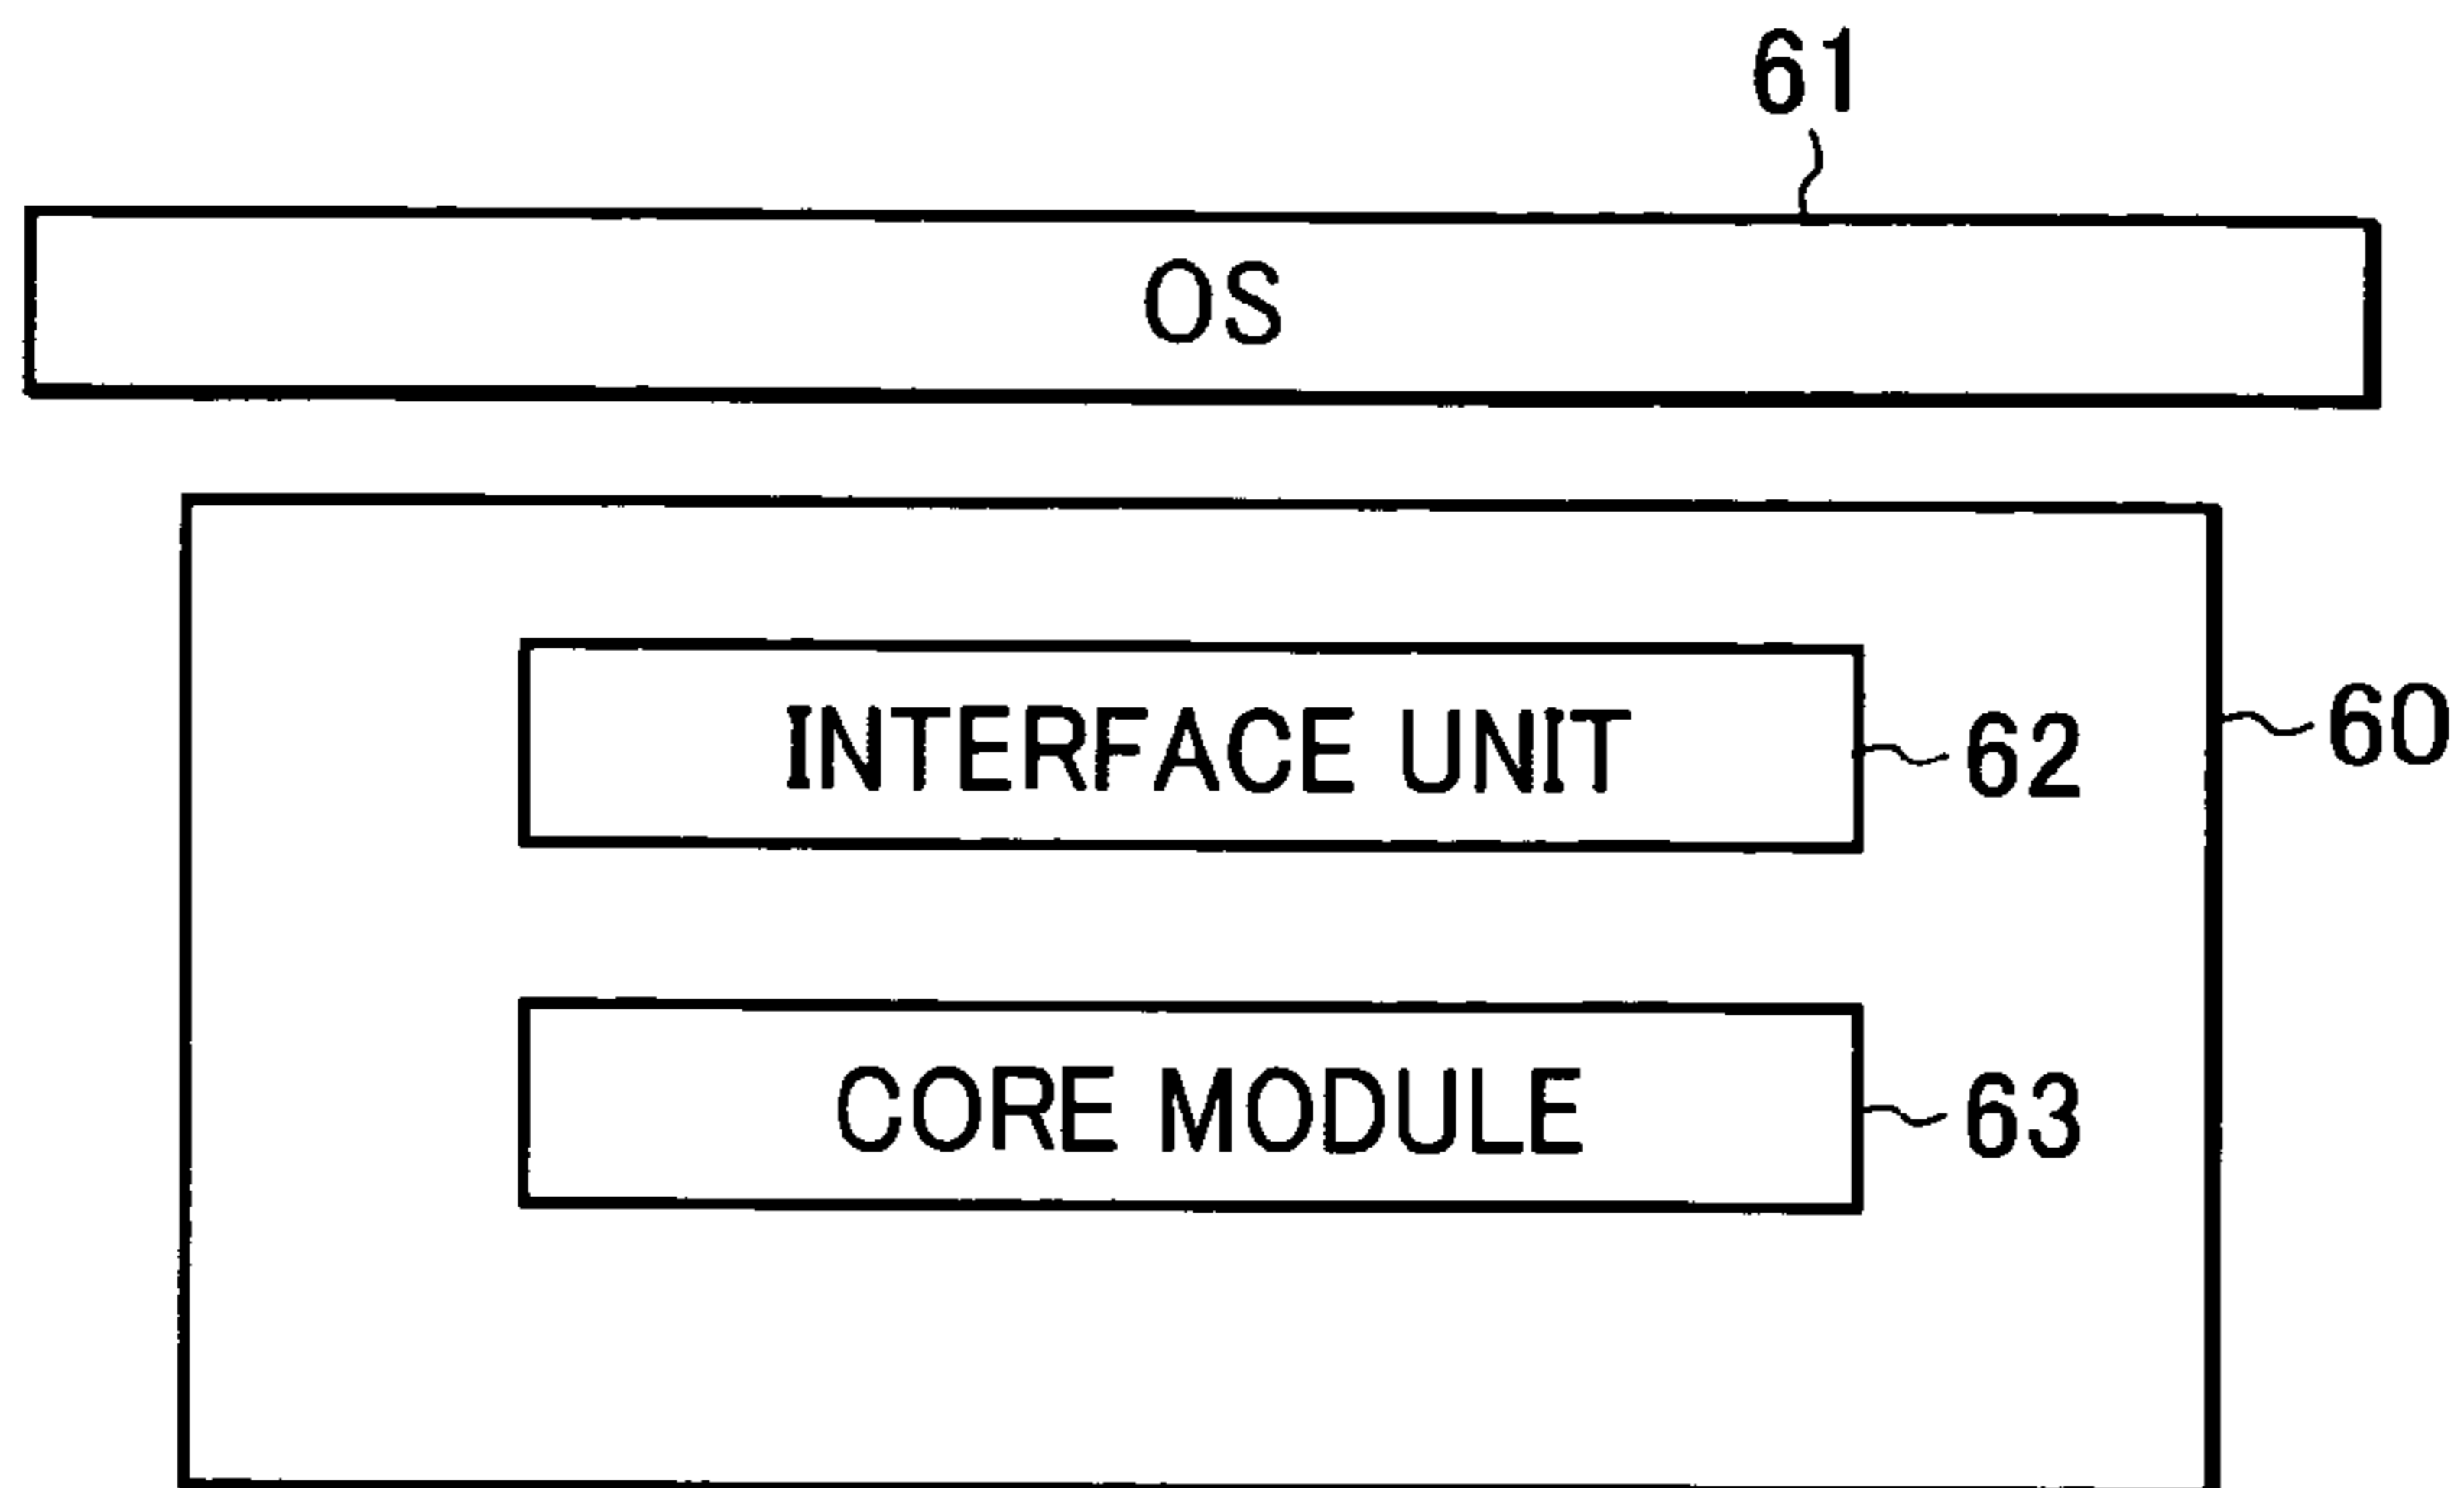 61
OS
60
INTERFACE UNIT
62
CORE MODULE
63